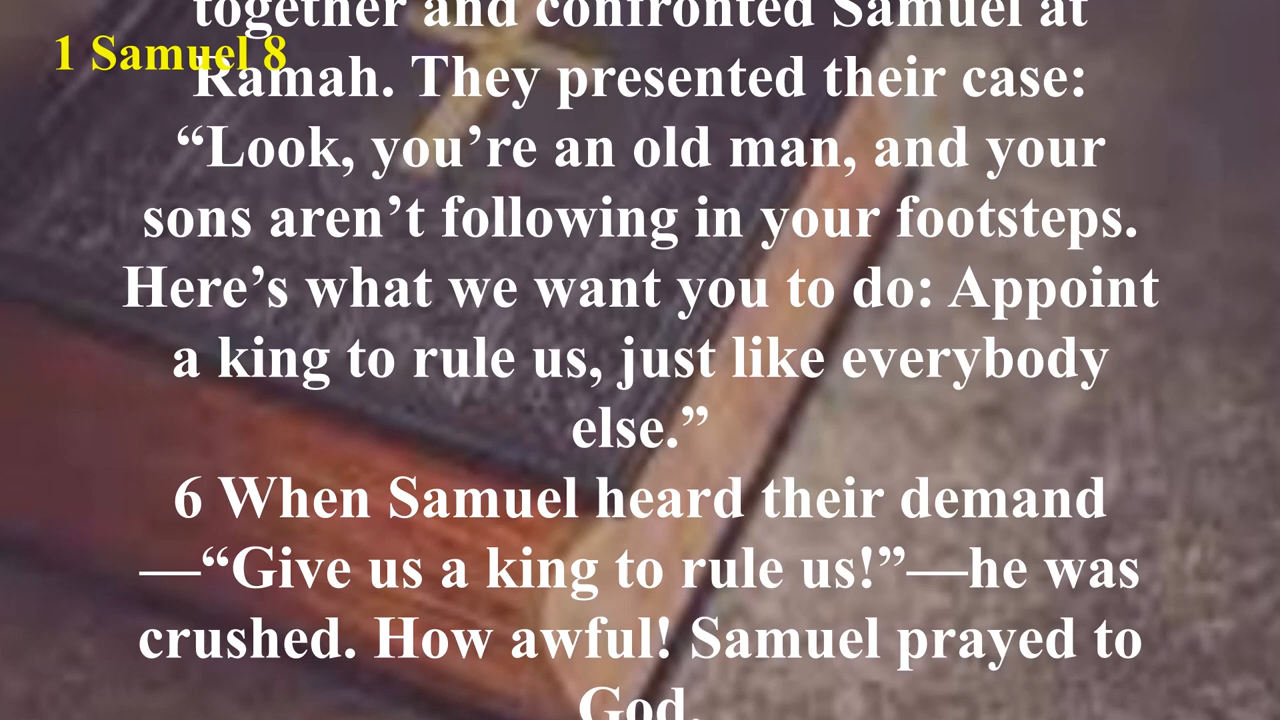 together and confronted Samuel at
1 Samuel 8
Ramah. They presented their case:
“Look, you’re an old man, and your
sons aren’t following in your footsteps.
Here’s what we want you to do: Appoint
a king to rule us, just like everybody
else.”
6 When Samuel heard their demand
—“Give us a king to rule us!”—he was
crushed. How awful! Samuel prayed to
God.